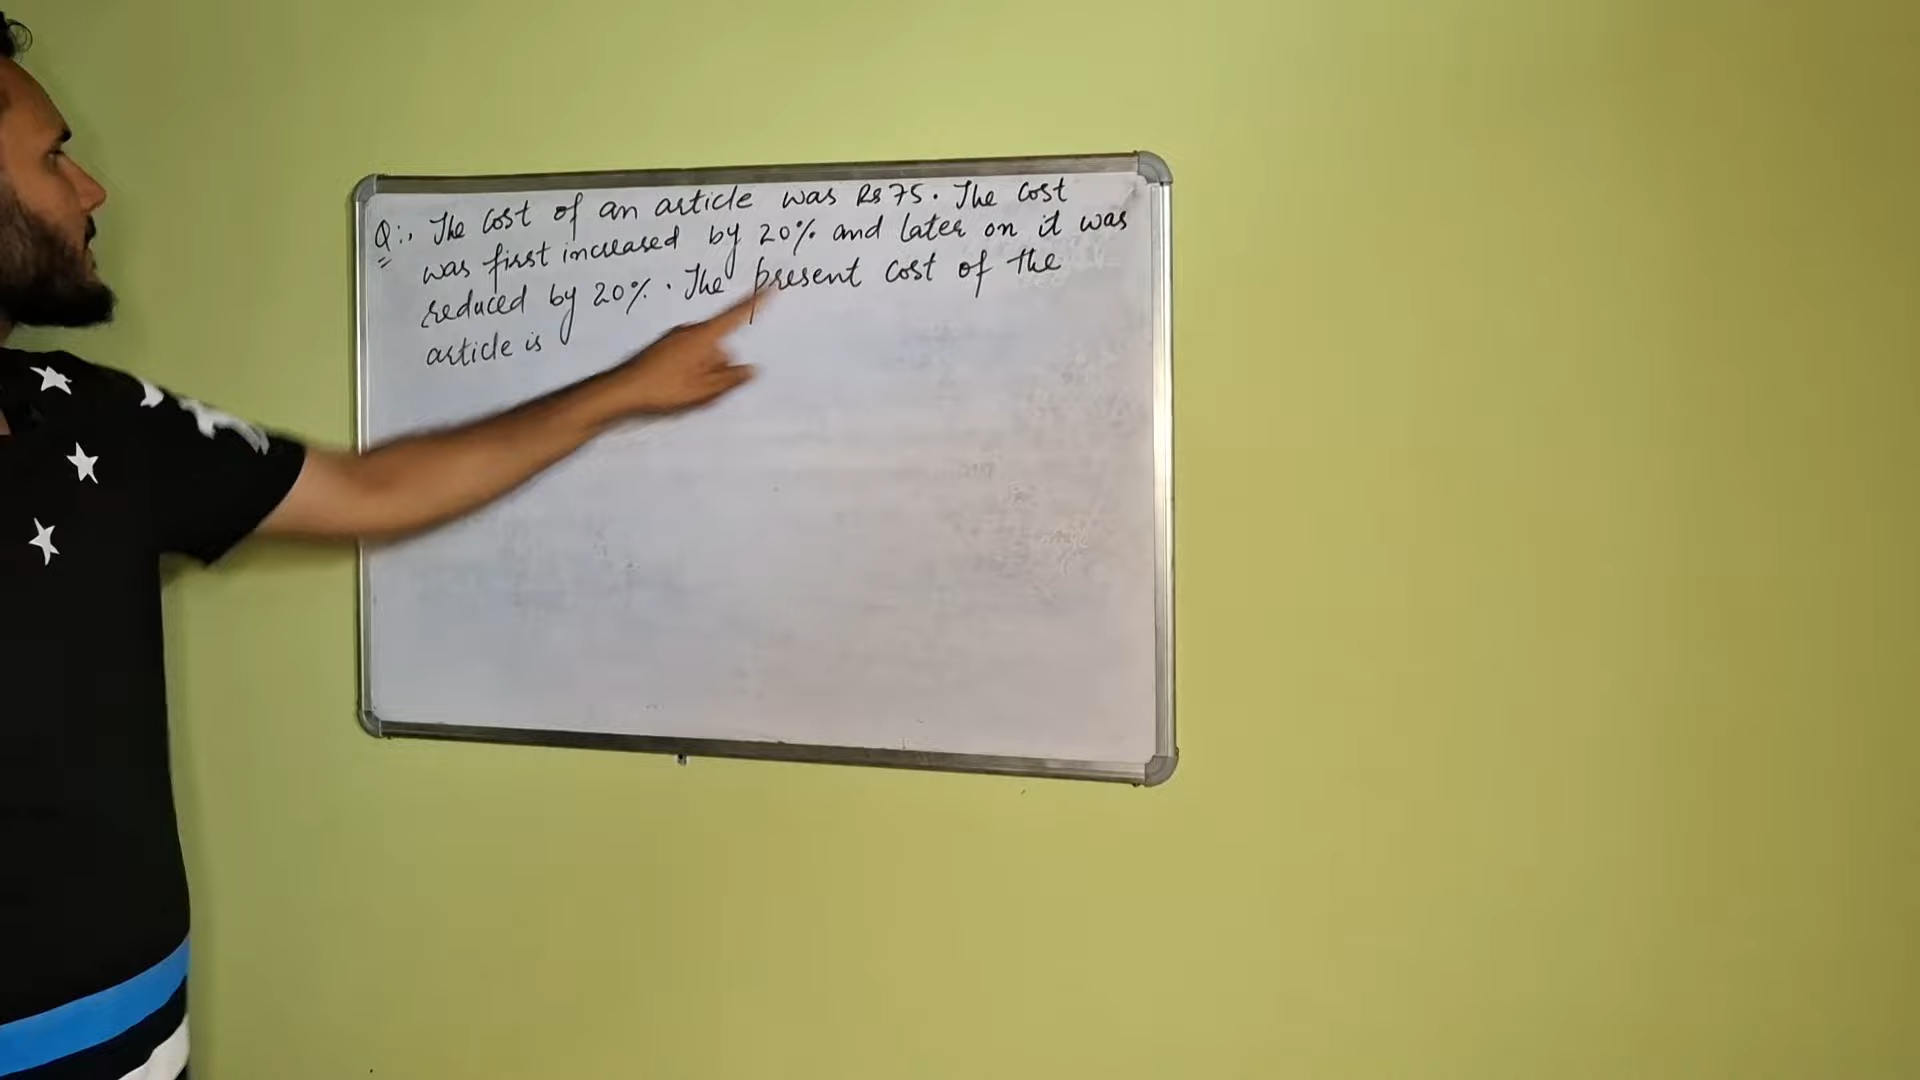 Q:, The cost of an article was Rs 75. The cost
was first increased by 20% and later on it was
reduced by 20%. The present cost of the
article is